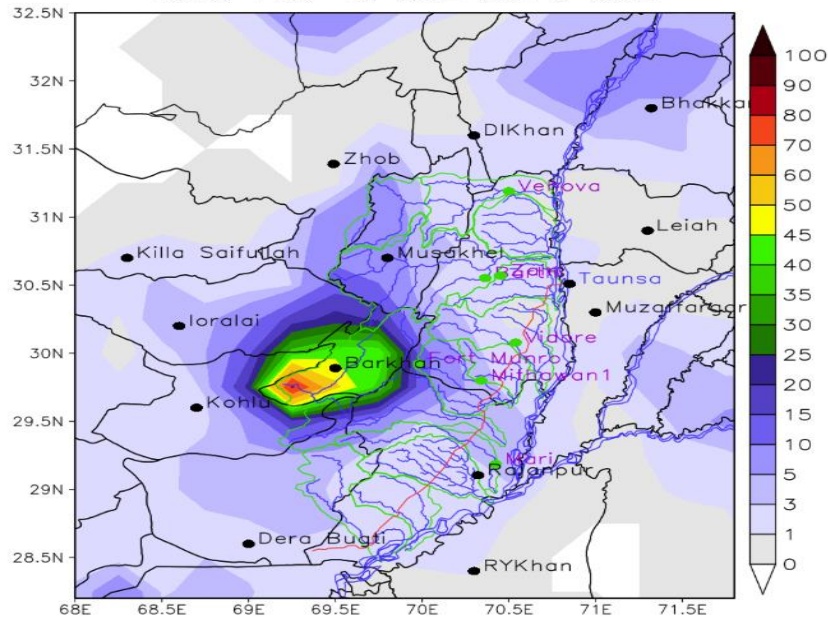 32.5N
32N
31.5N
31N
30.5N
30N
29.5N
29N
28.5N
68E 68.5E 69E 69.5E 70E 70.5E 71E 71.5E
Bhakkar
DIKhan
Zhob
Vehova
Leiah
Killa Saifullah
Musakhel
Taunsa
Muzaffargar
loralai
Vidore
Fort Munro
Barkhan
Mithawan1
Kohlu
Mari
Rajanpur
Dera Bugti
RYKhan
100
90
80
70
60
50
45
40
35
30
25
20
15
10
5
3
1
0